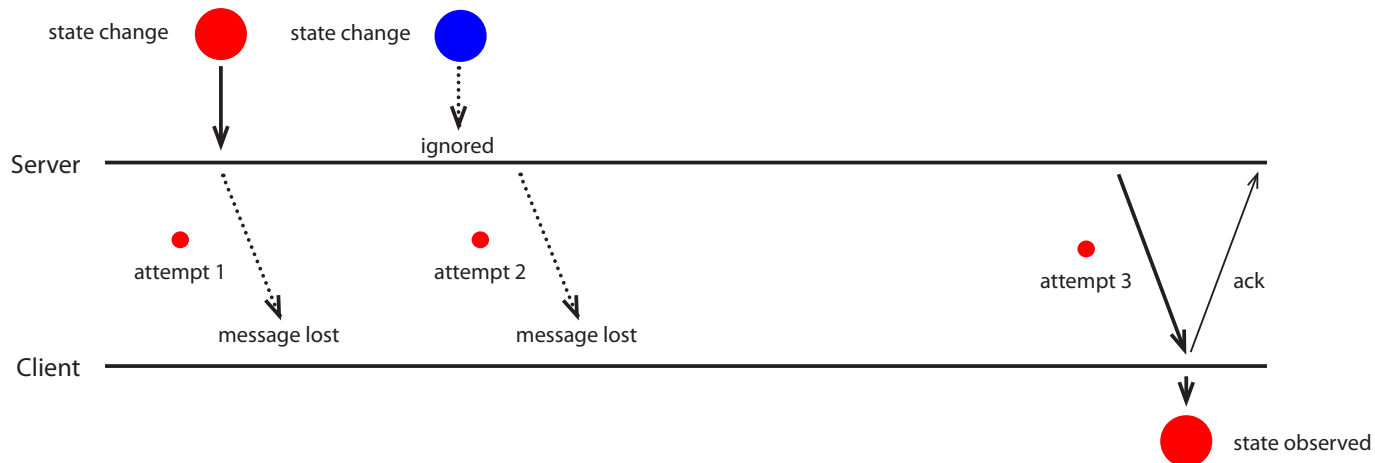 state change
state change
ignored
Server
attempt 1
attempt 2
attempt 3
ack
message lost
message lost
Client
state observed